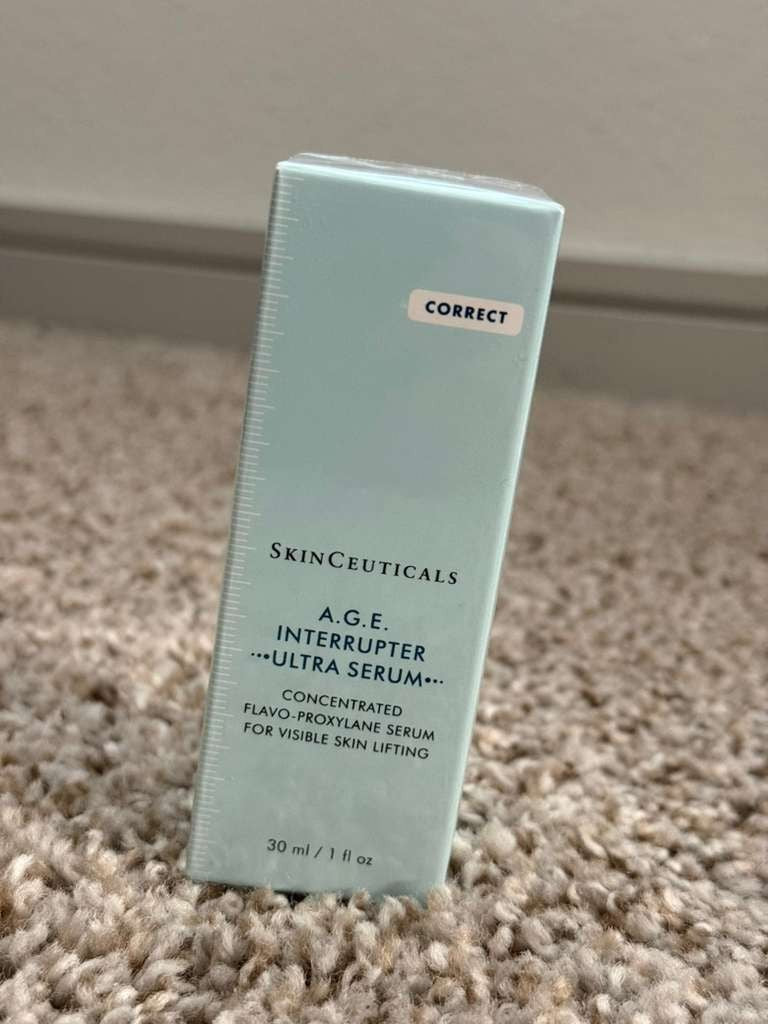 CORRECT
SKINCEUTICALS
A.G.E.
INTERRUPTER
•••ULTRA SERUM•••
CONCENTRATED
FLAVO-PROXYLANE SERUM
FOR VISIBLE SKIN LIFTING
30 ml / 1 fl oz